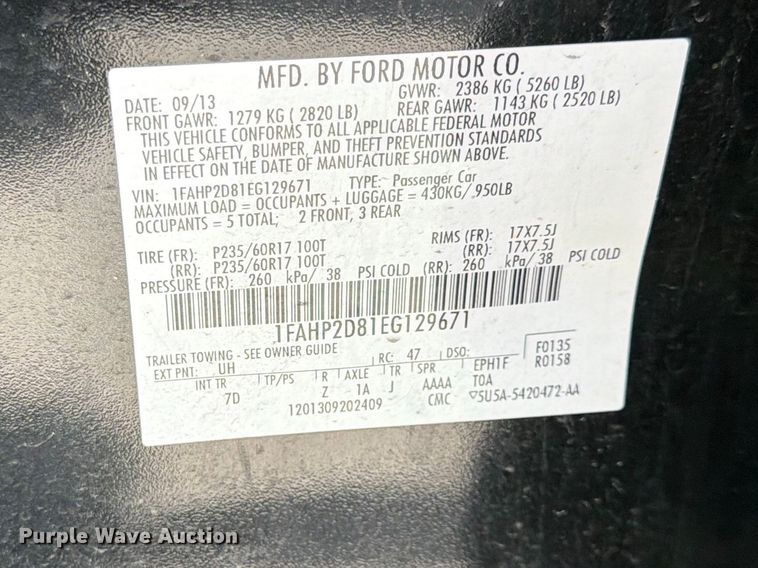 MFD. BY FORD MOTOR CO.
DATE: 09/13 GVWR: 2386 KG ( 5260 LB)
FRONT GAWR: 1279 KG ( 2820 LB) REAR GAWR: 1143 KG ( 2520 LB)
THIS VEHICLE CONFORMS TO ALL APPLICABLE FEDERAL MOTOR
VEHICLE SAFETY, BUMPER, AND THEFT PREVENTION STANDARDS
IN EFFECT ON THE DATE OF MANUFACTURE SHOWN ABOVE.
VIN: 1FAHP2D81EG129671 TYPE: Passenger Car
MAXIMUM LOAD = OCCUPANTS + LUGGAGE = 430KG/ 950LB
OCCUPANTS = 5 TOTAL; 2 FRONT, 3 REAR
TIRE (FR): P235/60R17 100T RIMS (FR): 17X7.5J
(RR): P235/60R17 100T (RR): 17X7.5J
PRESSURE (FR): 260 kPa/ 38 PSI COLD (RR): 260 kPa/ 38 PSI COLD
1FAHP2D81EG129671
TRAILER TOWING - SEE OWNER GUIDE F0135
EXT PNT: UH RC: 47 DSO: R0158
INT TR TP/PS R AXLE TR SPR EPH1F
7D Z 1A J AAAA TOA
1201309202409 CMC ▽5U5A-5420472-AA
Purple Wave Auction